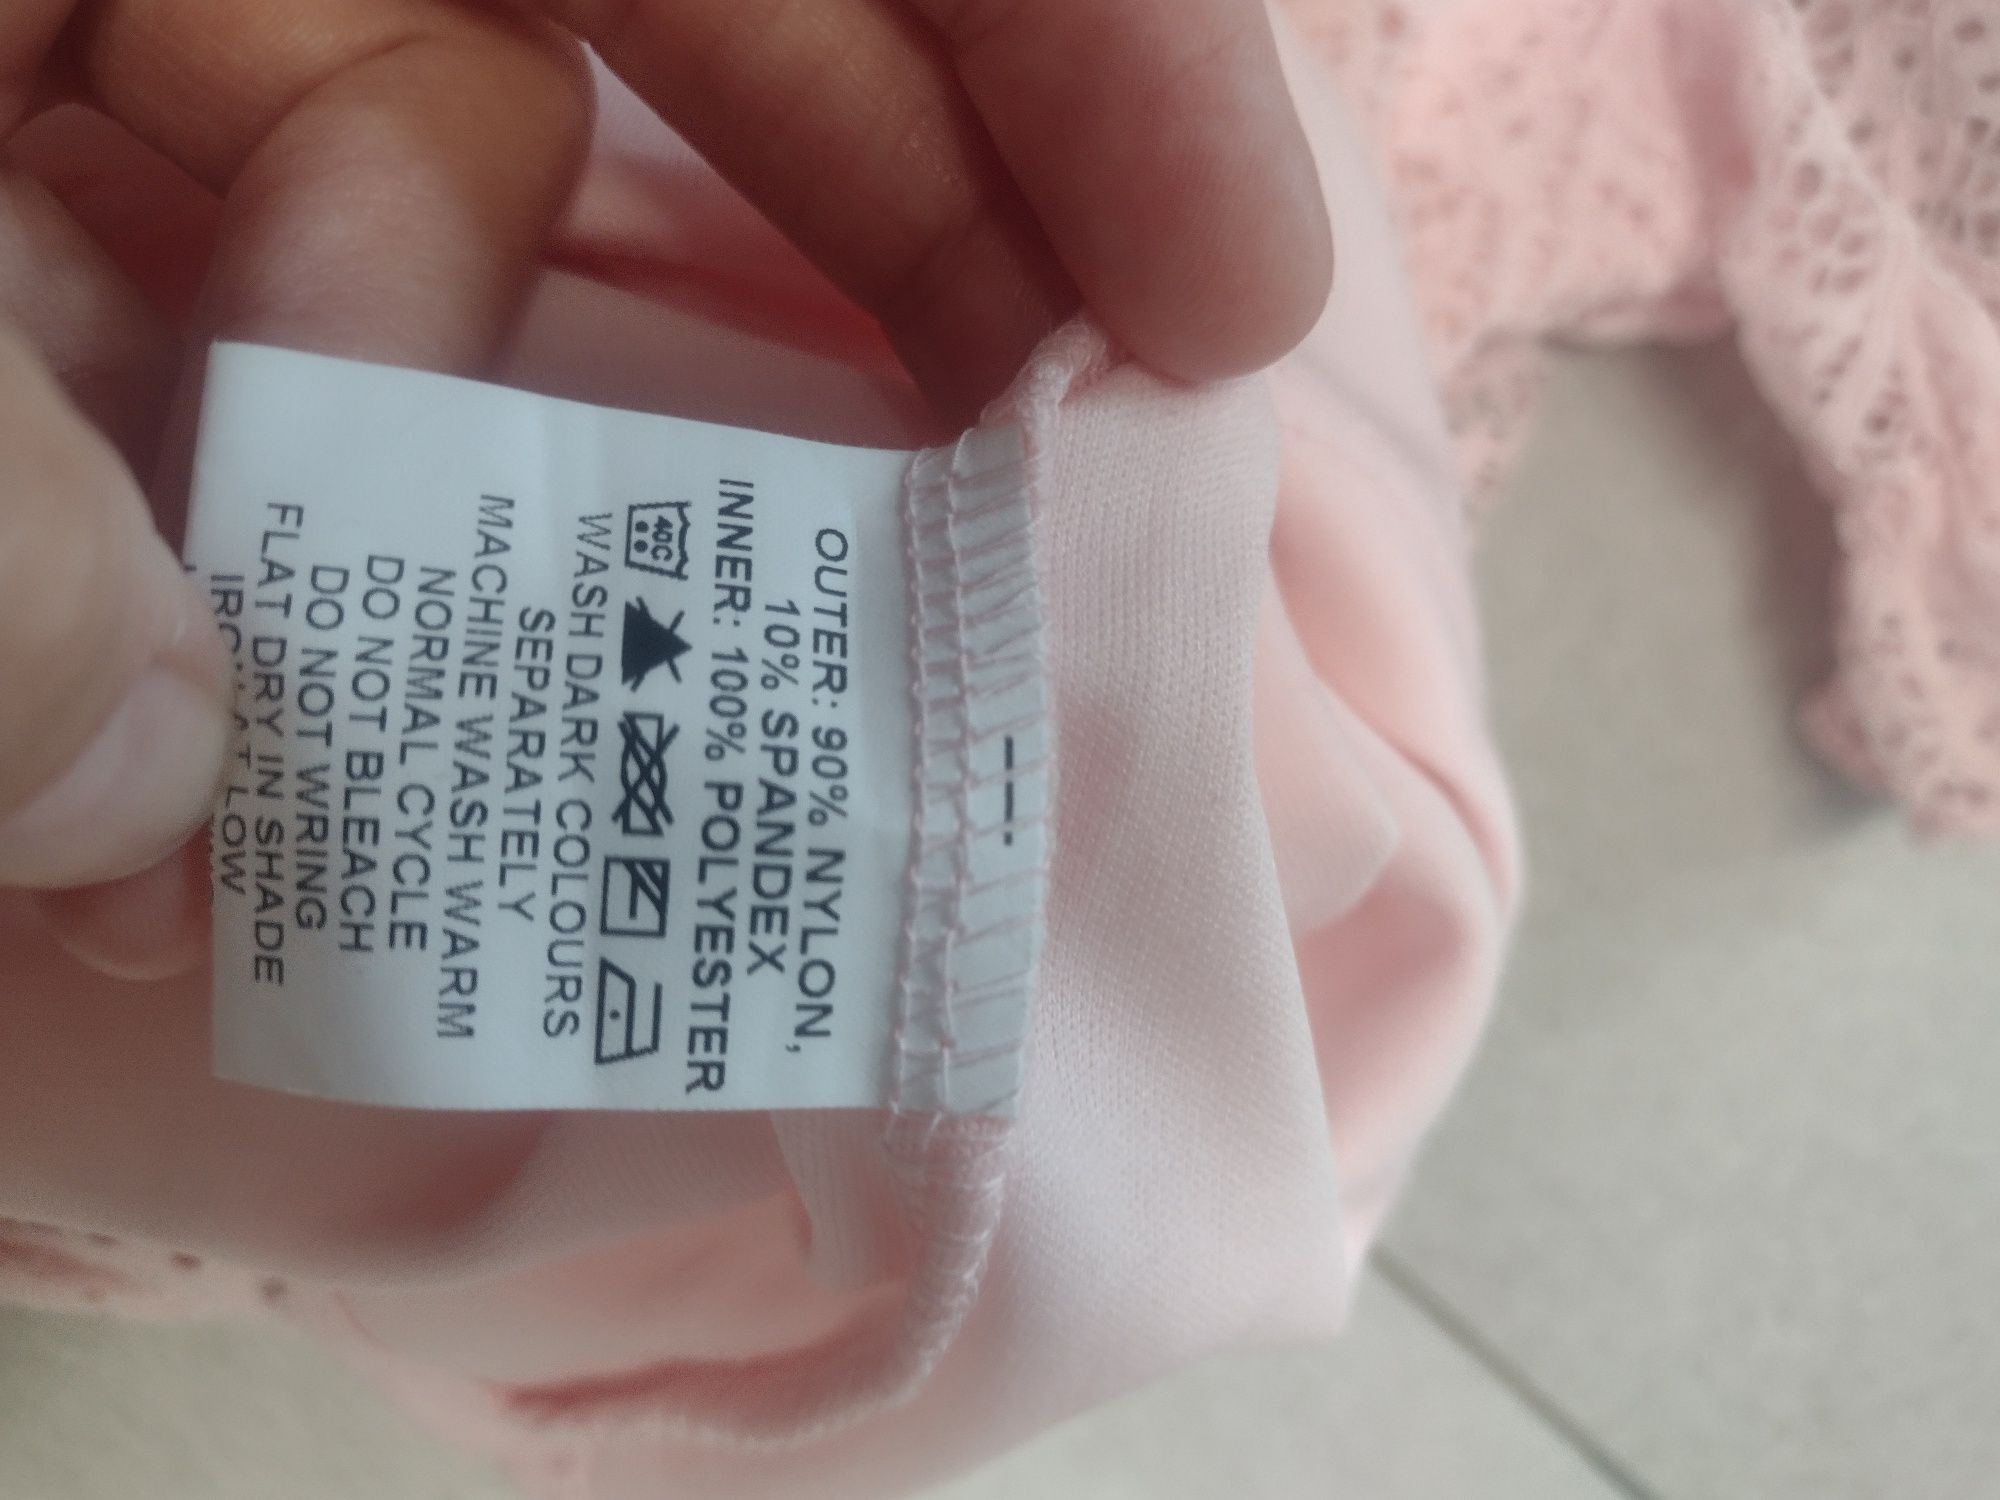 OUTER: 90% NYLON,
10% SPANDEX
INNER: 100% POLYESTER
40C
WASH DARK COLOURS
SEPARATELY
MACHINE WASH WARM
NORMAL CYCLE
DO NOT BLEACH
DO NOT WRING
FLAT DRY IN SHADE
LOW